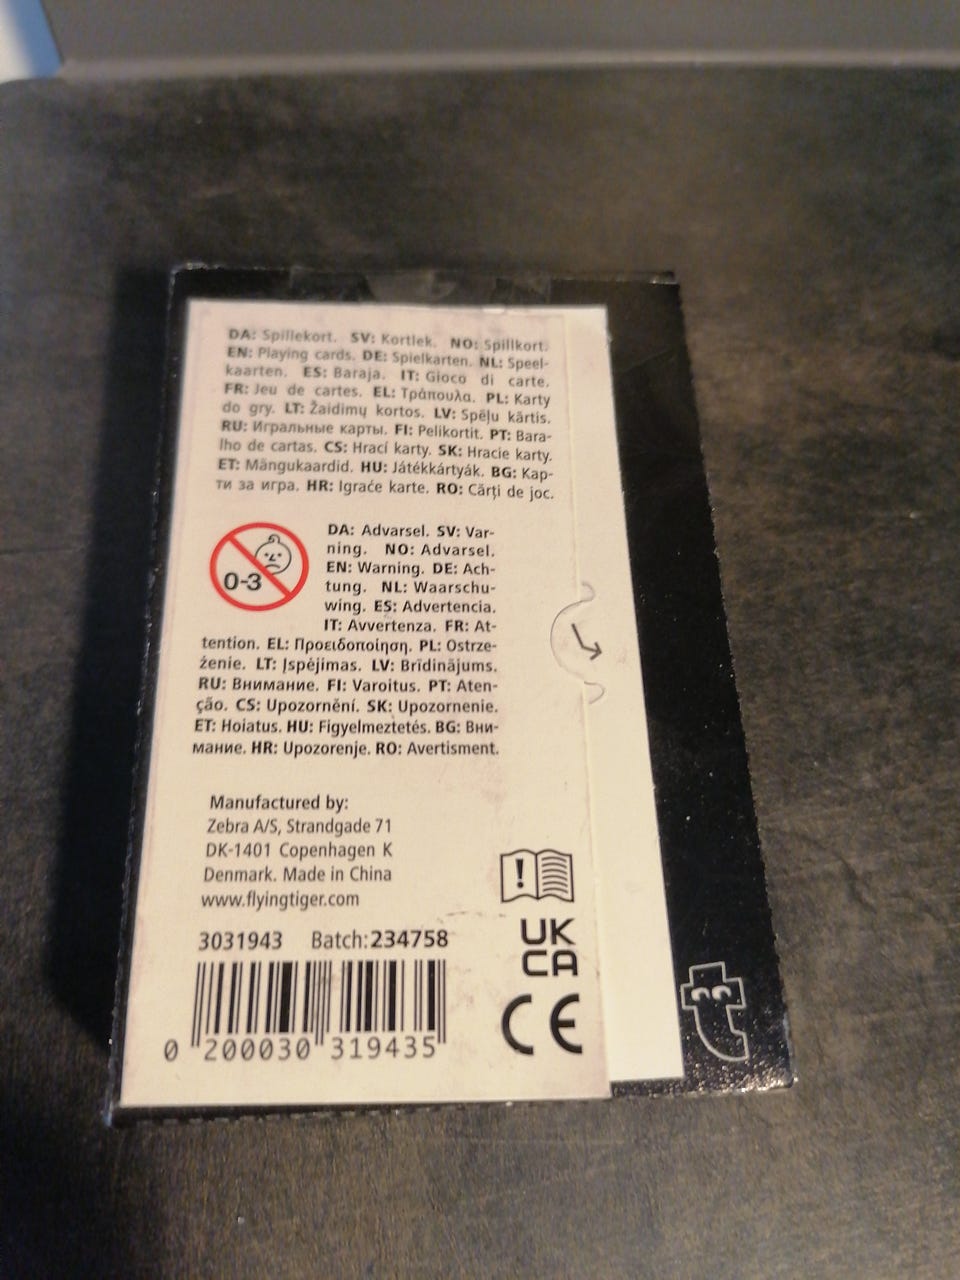 DA: Spillekort. SV: Kortlek. NO: Spillkort.
EN: Playing cards. DE: Spielkarten. NL: Speel-
kaarten. ES: Baraja. IT: Gioco di carte.
FR: Jeu de cartes. EL: Τράπουλα. PL: Karty
do gry. LT: Žaidimų kortos. LV: Spēļu kārtis.
RU: Игральные карты. FI: Pelikortit. PT: Bara-
lho de cartas. CS: Hrací karty. SK: Hracie karty.
ET: Mängukaardid. HU: Játékkártyák. BG: Кар-
ти за игра. HR: Igraće karte. RO: Cărți de joc.
0-3
DA: Advarsel. SV: Var-
ning. NO: Advarsel.
EN: Warning. DE: Ach-
tung. NL: Waarschu-
wing. ES: Advertencia.
IT: Avvertenza. FR: At-
tention. EL: Προειδοποίηση. PL: Ostrze-
żenie. LT: Įspėjimas. LV: Brīdinājums.
RU: Внимание. FI: Varoitus. PT: Aten-
ção. CS: Upozornění. SK: Upozornenie.
ET: Hoiatus. HU: Figyelmeztetés. BG: Вни-
мание. HR: Upozorenje. RO: Avertisment.
Manufactured by:
Zebra A/S, Strandgade 71
DK-1401 Copenhagen K
Denmark. Made in China
www.flyingtiger.com
3031943 Batch: 234758
0 200030 319435
!
UK
CA
CE
t